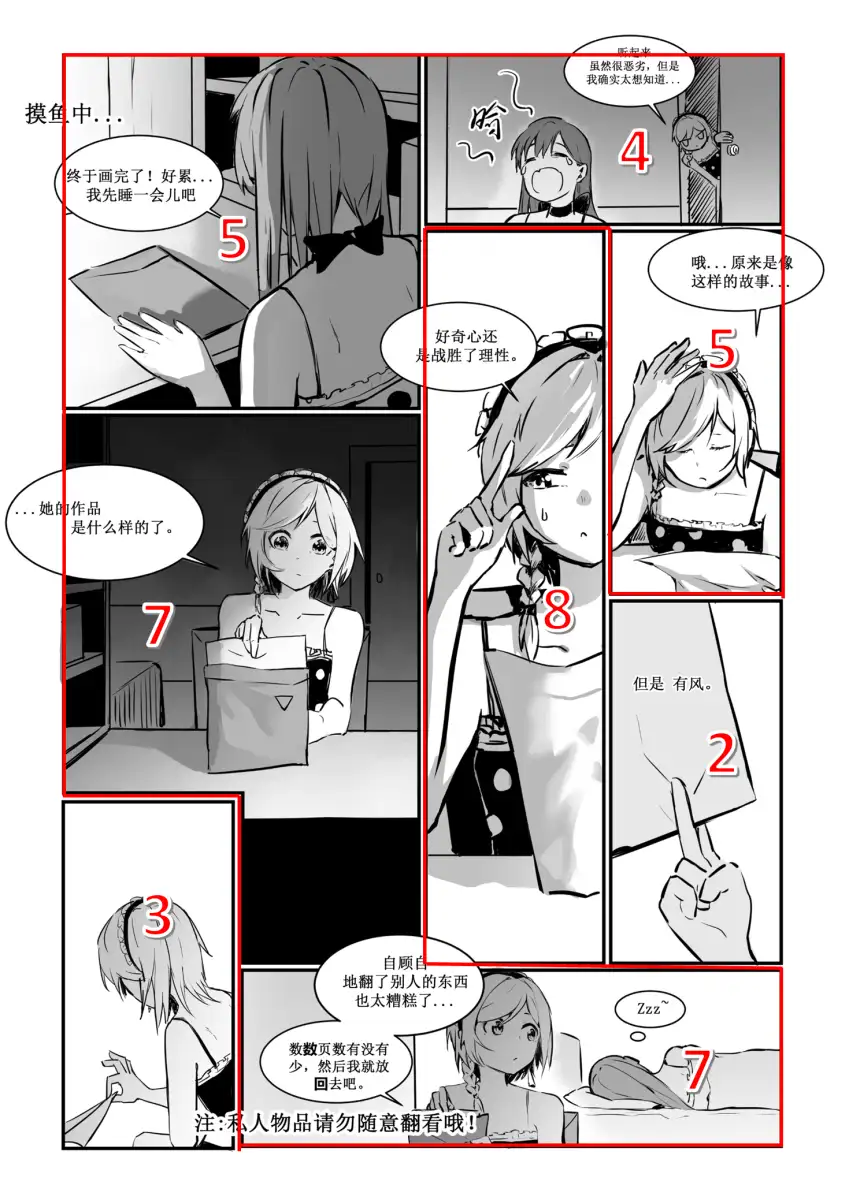 摸鱼中...
终于画完了！好累...
我先睡一会儿吧
5
哈
听起来
虽然很恶劣，但是
我确实太想知道...
4
...她的作品
是什么样的了。
7
好奇心还
是战胜了理性。
8
哦...原来是像
这样的故事...
5
但是 有风。
2
3
自顾自
地翻了别人的东西
也太糟糕了...
数数页数有没有
少，然后我就放
回去吧。
Zzz~
7
注:私人物品请勿随意翻看哦!